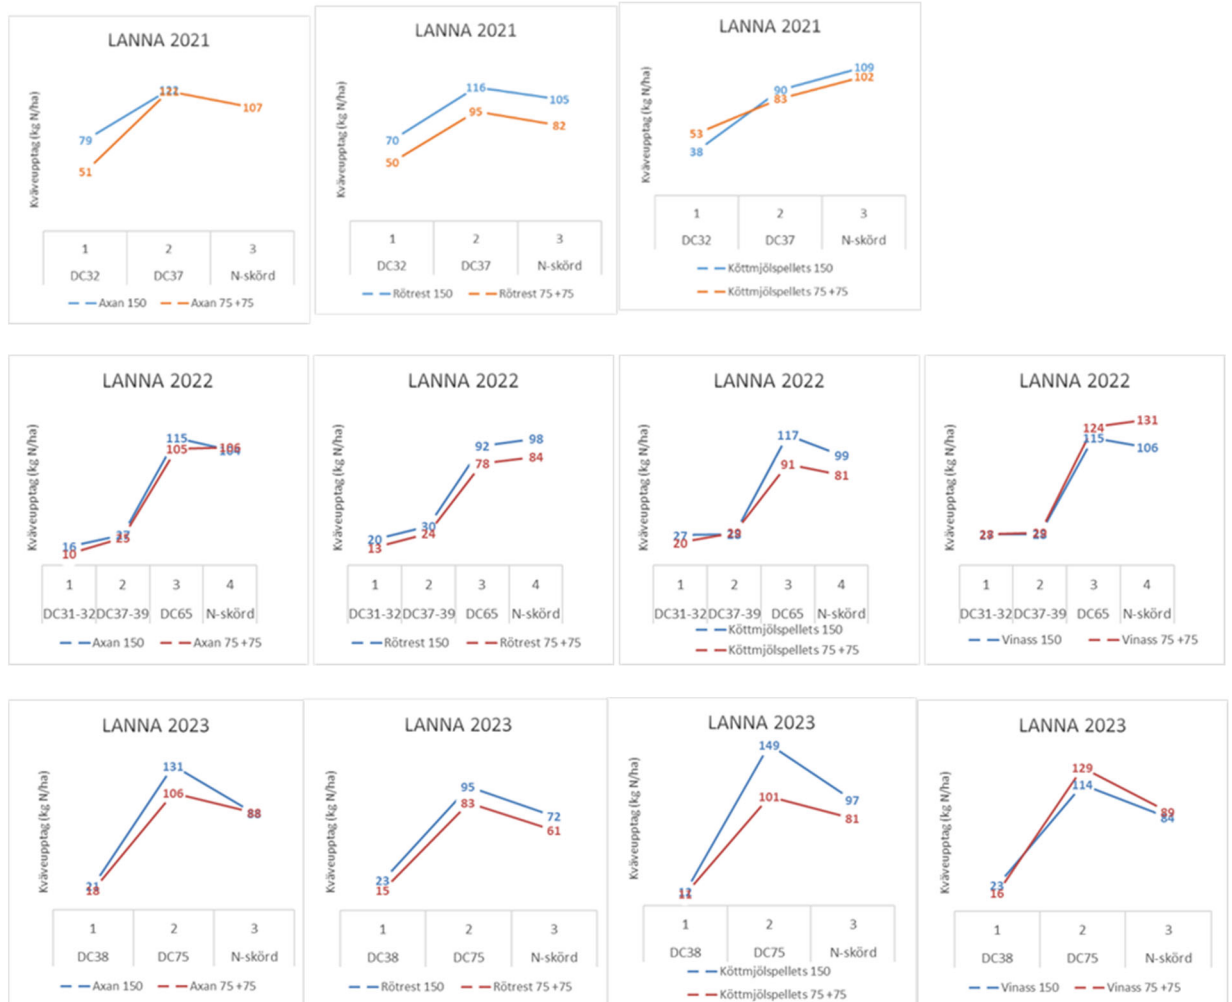 LANNA 2021
Kväveupptag (kg N/ha)
79
51
121
107
1 2 3
DC32 DC37 N-skörd
Axan 150 Axan 75 +75
LANNA 2021
Kväveupptag (kg N/ha)
116
105
95
82
70
50
1 2 3
DC32 DC37 N-skörd
Rötrest 150 Rötrest 75 +75
LANNA 2021
Kväveupptag (kg N/ha)
109
102
90
83
53
38
1 2 3
DC32 DC37 N-skörd
Köttmjölspellets 150
Köttmjölspellets 75 +75
LANNA 2022
Kväveupptag (kg N/ha)
115
105
106
104
27
25
16
10
1 2 3 4
DC31-32 DC37-39 DC65 N-skörd
Axan 150 Axan 75 +75
LANNA 2022
Kväveupptag (kg N/ha)
92 98
78 84
30
24
20
13
1 2 3 4
DC31-32 DC37-39 DC65 N-skörd
Rötrest 150 Rötrest 75 +75
LANNA 2022
Kväveupptag (kg N/ha)
117
99
91
81
27
20
29
1 2 3 4
DC31-32 DC37-39 DC65 N-skörd
Köttmjölspellets 150
Köttmjölspellets 75 +75
LANNA 2022
Kväveupptag (kg N/ha)
124 131
115 106
28 29
1 2 3 4
DC31-32 DC37-39 DC65 N-skörd
Vinass 150 Vinass 75 +75
LANNA 2023
Kväveupptag (kg N/ha)
131
106
88
21
18
1 2 3
DC38 DC75 N-skörd
Axan 150 Axan 75 +75
LANNA 2023
Kväveupptag (kg N/ha)
95
83
72
61
23
15
1 2 3
DC38 DC75 N-skörd
Rötrest 150 Rötrest 75 +75
LANNA 2023
Kväveupptag (kg N/ha)
149
101
97
81
11
1 2 3
DC38 DC75 N-skörd
Köttmjölspellets 150
Köttmjölspellets 75 +75
LANNA 2023
Kväveupptag (kg N/ha)
129
114
89
84
23
16
1 2 3
DC38 DC75 N-skörd
Vinass 150 Vinass 75 +75